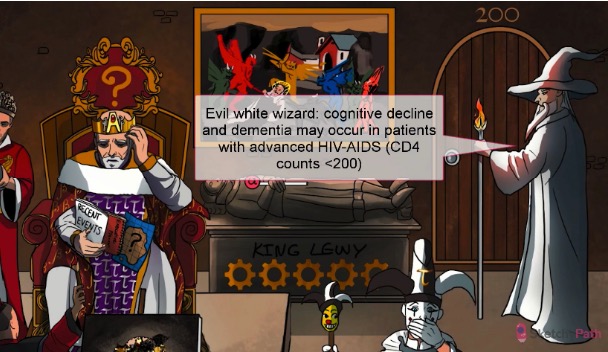 200
?
Evil white wizard: cognitive decline
and dementia may occur in patients
with advanced HIV-AIDS (CD4
counts <200)
RECENT
EVENTS
?
KING LEWY
τ
SketchyPath